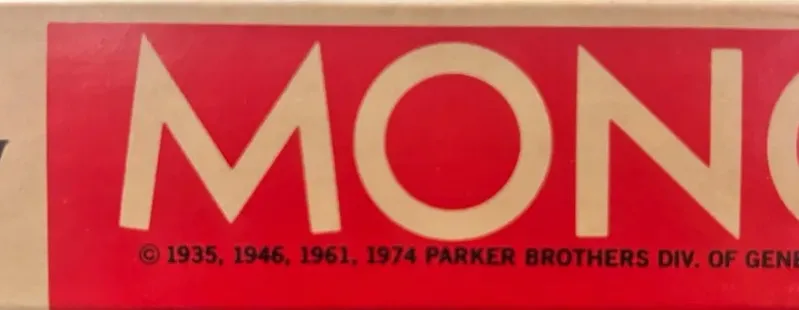 MONO
© 1935, 1946, 1961, 1974 PARKER BROTHERS DIV. OF GENE